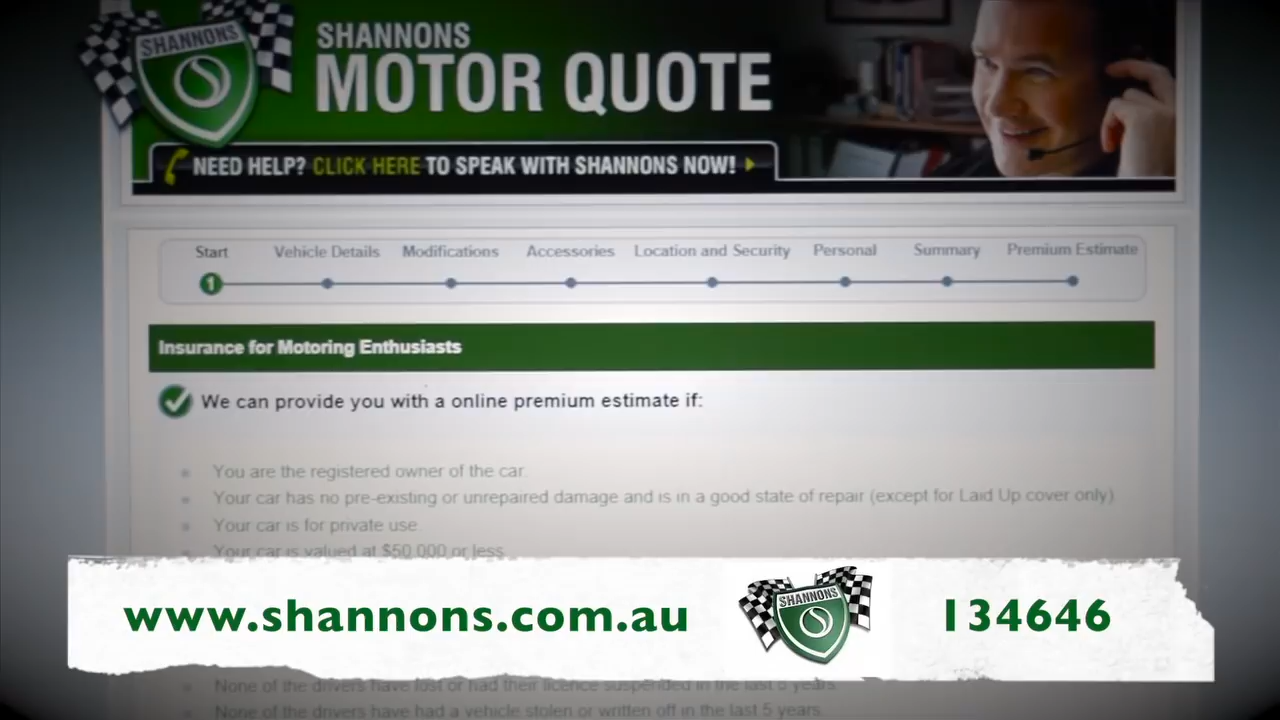 SHANNONS
SHANNONS
MOTOR QUOTE
NEED HELP? CLICK HERE TO SPEAK WITH SHANNONS NOW!
Start Vehicle Details Modifications Accessories Location and Security Personal Summary Premium Estimate
1
Insurance for Motoring Enthusiasts
We can provide you with a online premium estimate if:
You are the registered owner of the car.
Your car has no pre-existing or unrepaired damage and is in a good state of repair (except for Laid Up cover only)
Your car is for private use.
Your car is valued at $50,000 or less
www.shannons.com.au SHANNONS 134646
None of the drivers have lost or had their licence suspended in the last 5 years.
None of the drivers have had a vehicle stolen or written off in the last 5 years.